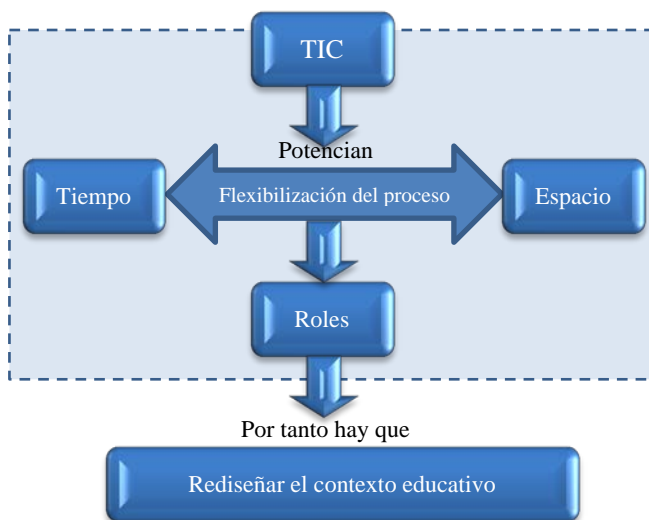 TIC
Potencian
Tiempo
Flexibilización del proceso
Espacio
Roles
Por tanto hay que
Rediseñar el contexto educativo